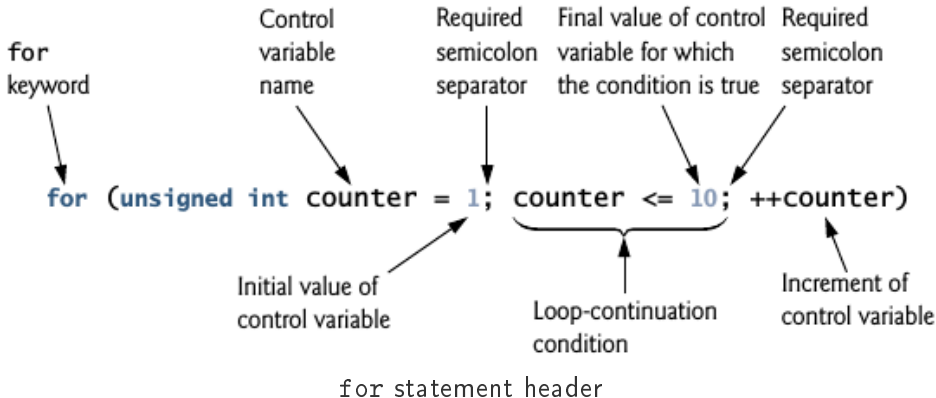 for
keyword
Control
variable
name
Required
semicolon
separator
Final value of control
variable for which
the condition is true
Required
semicolon
separator
for (unsigned int counter = 1; counter <= 10; ++counter)
Initial value of
control variable
Loop-continuation
condition
Increment of
control variable
for statement header